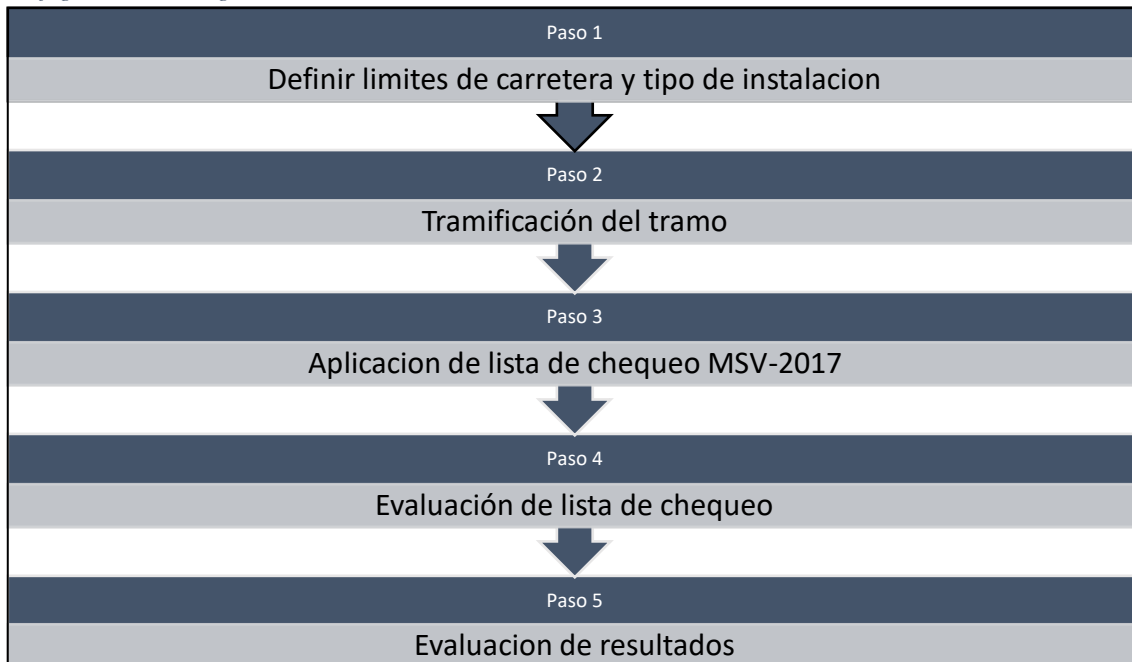 Paso 1
Definir limites de carretera y tipo de instalacion
Paso 2
Tramificación del tramo
Paso 3
Aplicacion de lista de chequeo MSV-2017
Paso 4
Evaluación de lista de chequeo
Paso 5
Evaluacion de resultados